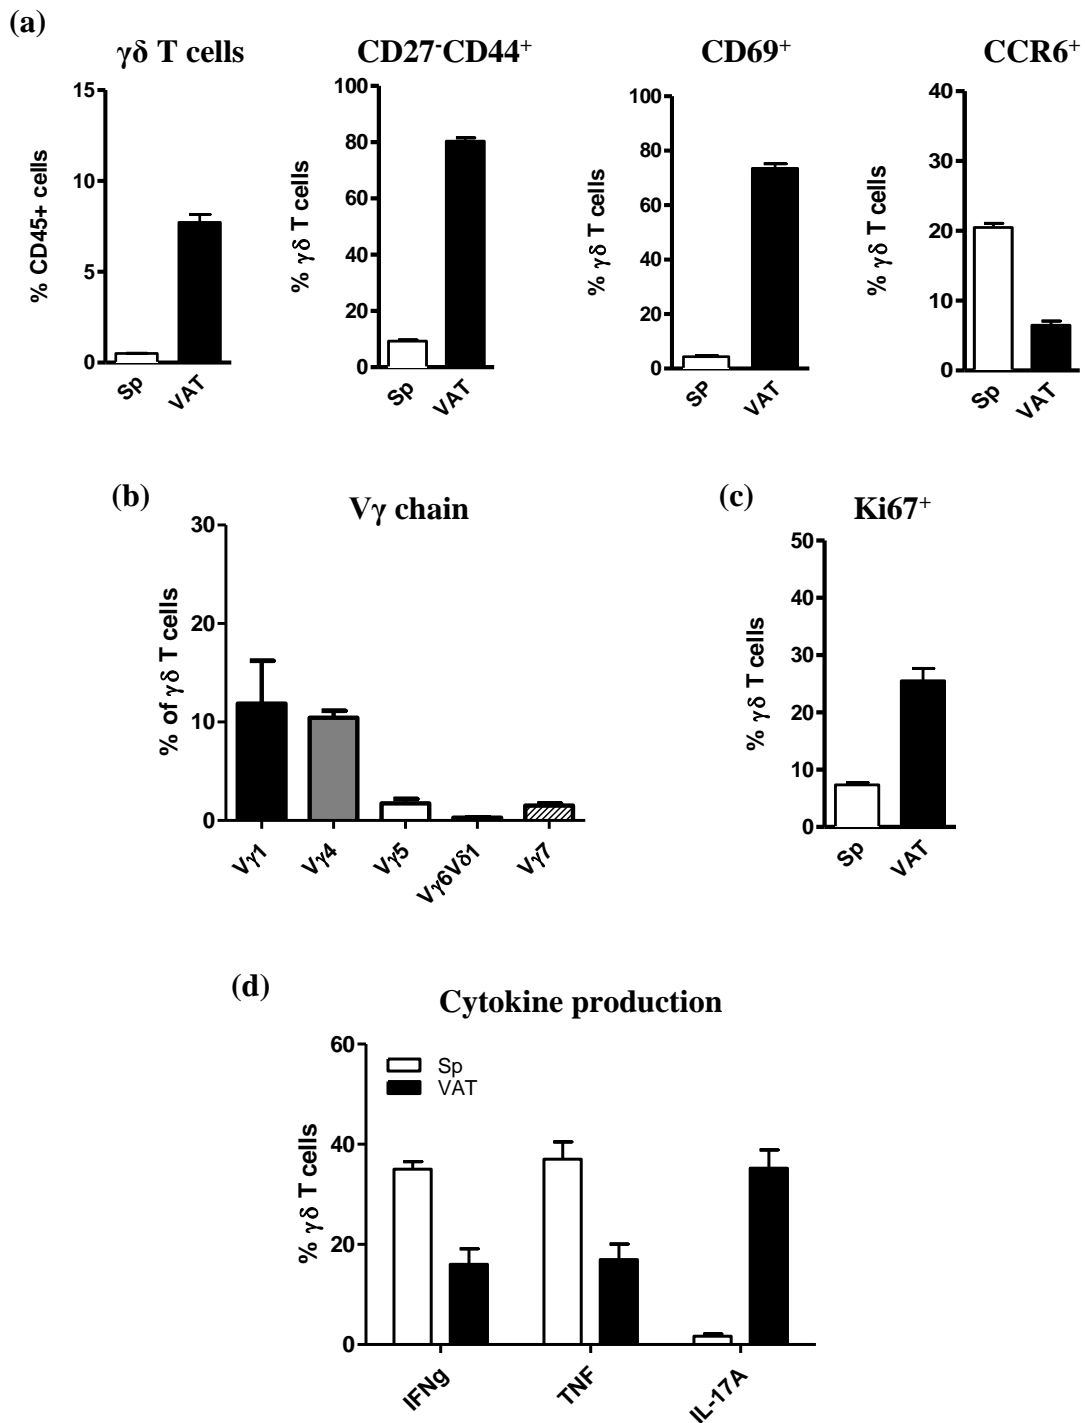 (a)
γδ T cells
CD27⁻CD44⁺
CD69⁺
CCR6⁺
% CD45+ cells
15
10
5
0
Sp
VAT
% γδ T cells
100
80
60
40
20
0
Sp
VAT
% γδ T cells
100
80
60
40
20
0
SP
VAT
% γδ T cells
40
30
20
10
0
Sp
VAT
(b)
Vγ chain
% of γδ T cells
30
20
10
0
Vγ1
Vγ4
Vγ5
Vγ6Vδ1
Vγ7
(c)
Ki67⁺
% γδ T cells
50
40
30
20
10
0
Sp
VAT
(d)
Cytokine production
% γδ T cells
60
40
20
0
Sp
VAT
IFNg
TNF
IL-17A